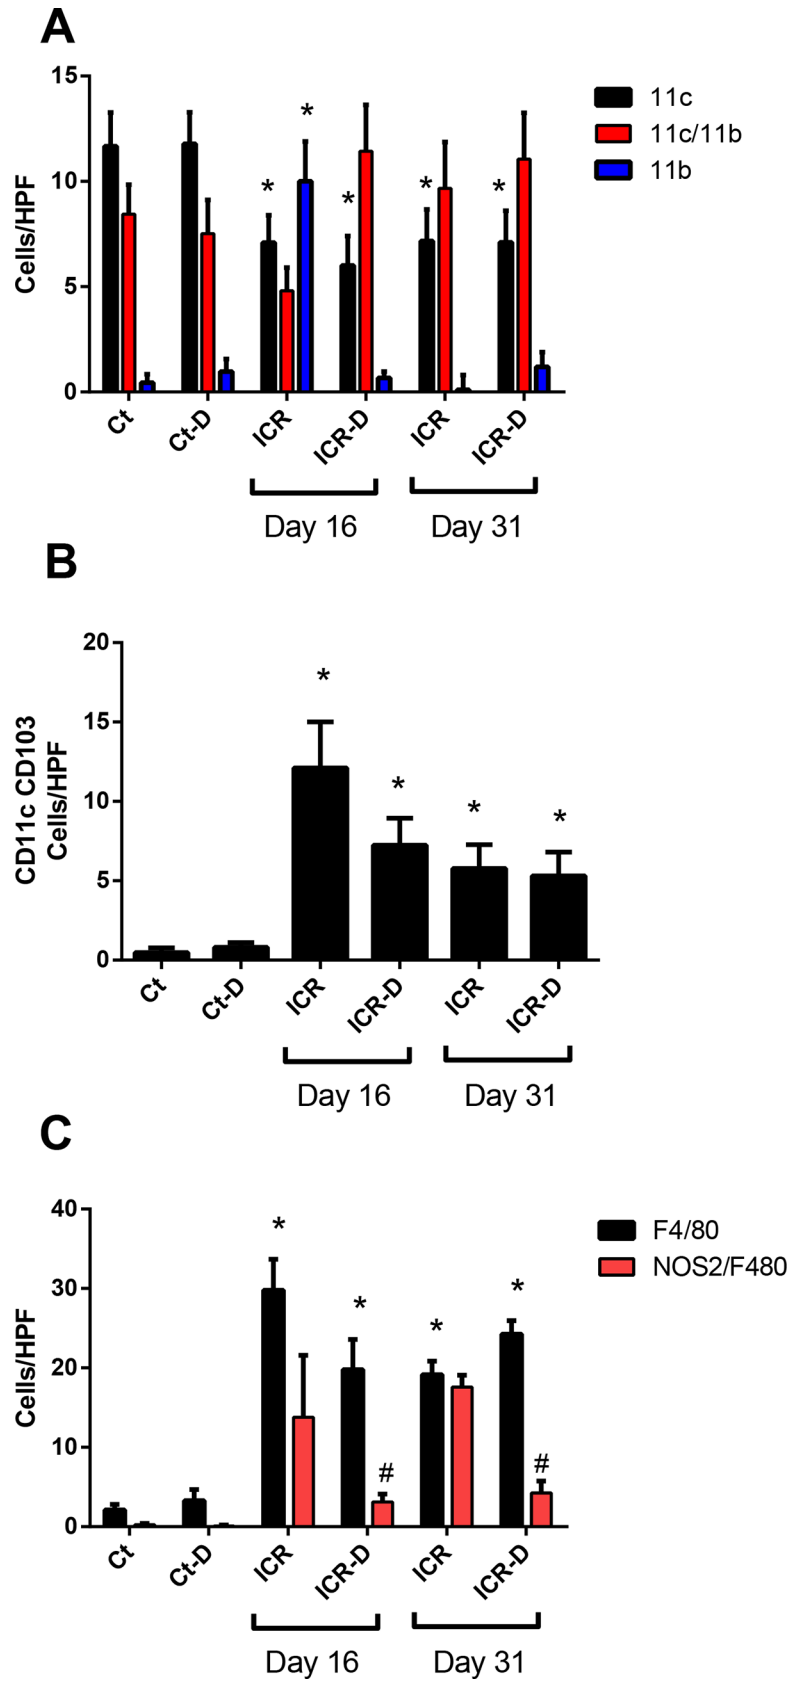 A
15
10
5
0
Cells/HPF
*
*
*
*
*
11c
11c/11b
11b
Ct
Ct-D
ICR
ICR-D
ICR
ICR-D
Day 16
Day 31
B
20
15
10
5
0
CD11c CD103
Cells/HPF
*
*
*
*
Ct
Ct-D
ICR
ICR-D
ICR
ICR-D
Day 16
Day 31
C
40
30
20
10
0
Cells/HPF
*
*
*
*
#
#
F4/80
NOS2/F480
Ct
Ct-D
ICR
ICR-D
ICR
ICR-D
Day 16
Day 31